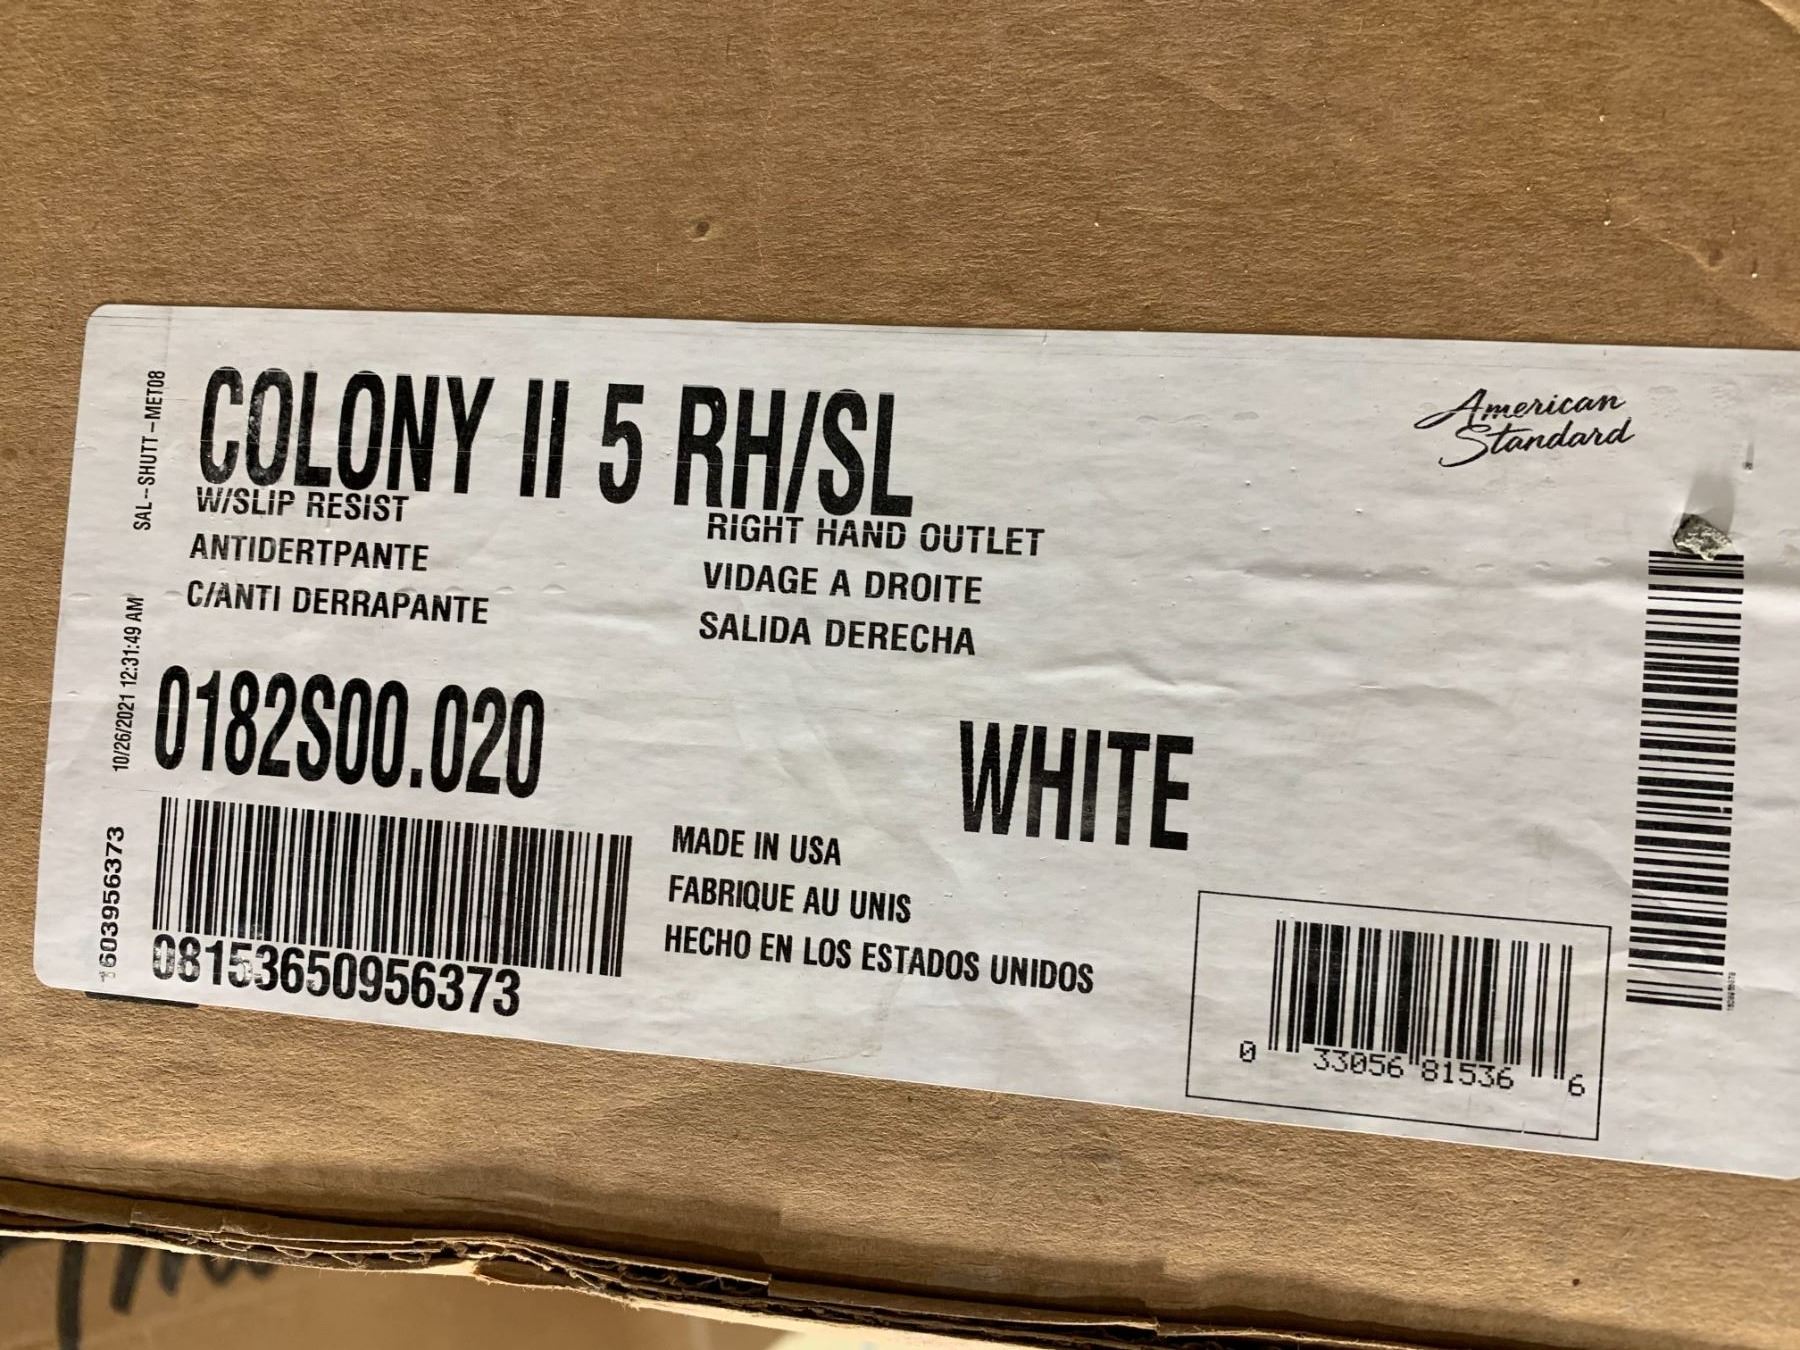 COLONY II 5 RH/SL
American
Standard
W/SLIP RESIST
RIGHT HAND OUTLET
ANTIDERTPANTE
VIDAGE A DROITE
C/ANTI DERRAPANTE
SALIDA DERECHA
0182S00.020
WHITE
MADE IN USA
FABRIQUE AU UNIS
HECHO EN LOS ESTADOS UNIDOS
08153650956373
0 33056 81536 6
SAL--SHUTT-MET08
10/26/2021 12:31:49 AM